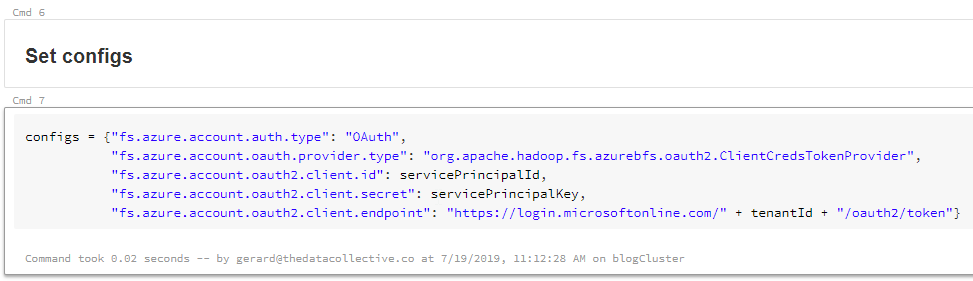 Cmd 6
Set configs
Cmd 7
configs = {"fs.azure.account.auth.type": "OAuth",
"fs.azure.account.oauth.provider.type": "org.apache.hadoop.fs.azurebfs.oauth2.ClientCredsTokenProvider",
"fs.azure.account.oauth2.client.id": servicePrincipalId,
"fs.azure.account.oauth2.client.secret": servicePrincipalKey,
"fs.azure.account.oauth2.client.endpoint": "https://login.microsoftonline.com/" + tenantId + "/oauth2/token"}
Command took 0.02 seconds -- by gerard@thedatacollective.co at 7/19/2019, 11:12:28 AM on blogCluster